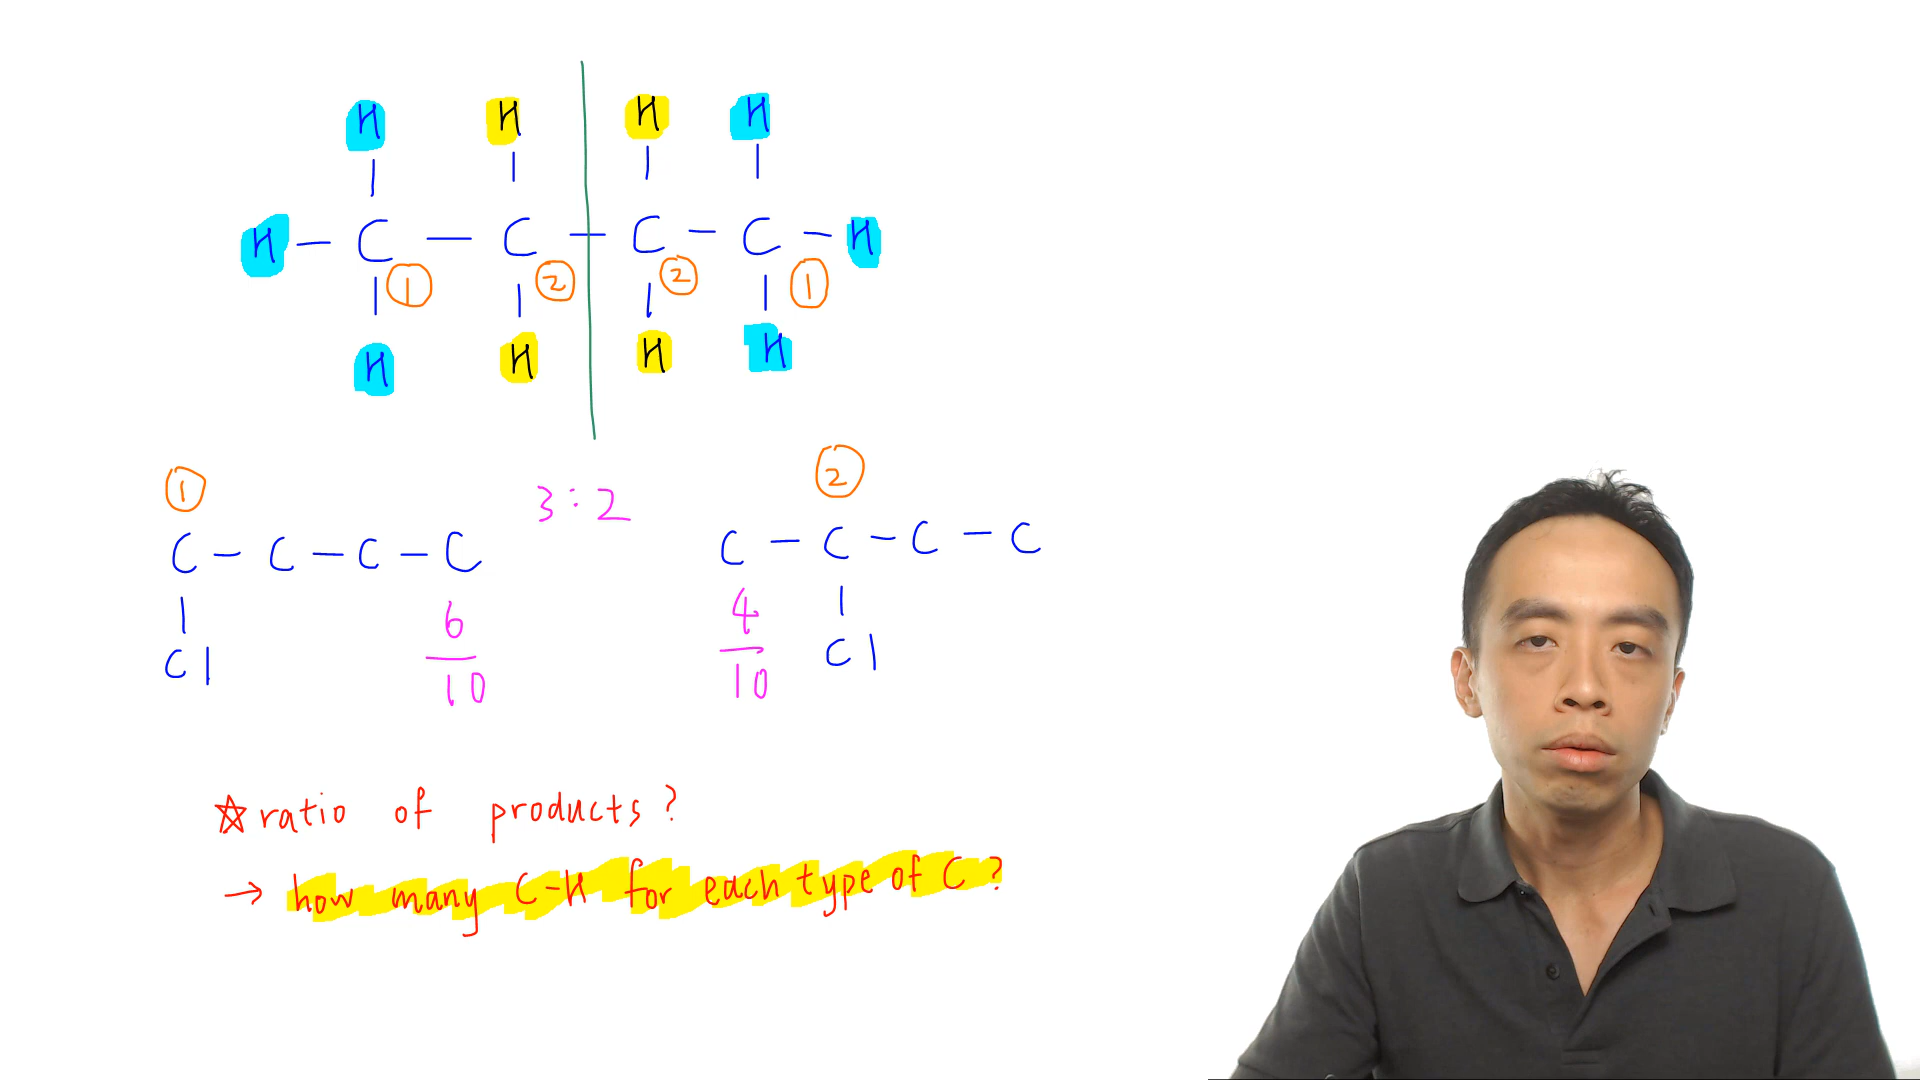 H H H H
H — C — C — C — C — H
① ② ② ①
H H H H
① ②
3 : 2
C — C — C — C C — C — C — C
Cl 6/10 4/10 Cl
☆ ratio of products?
→ how many C-H for each type of C?